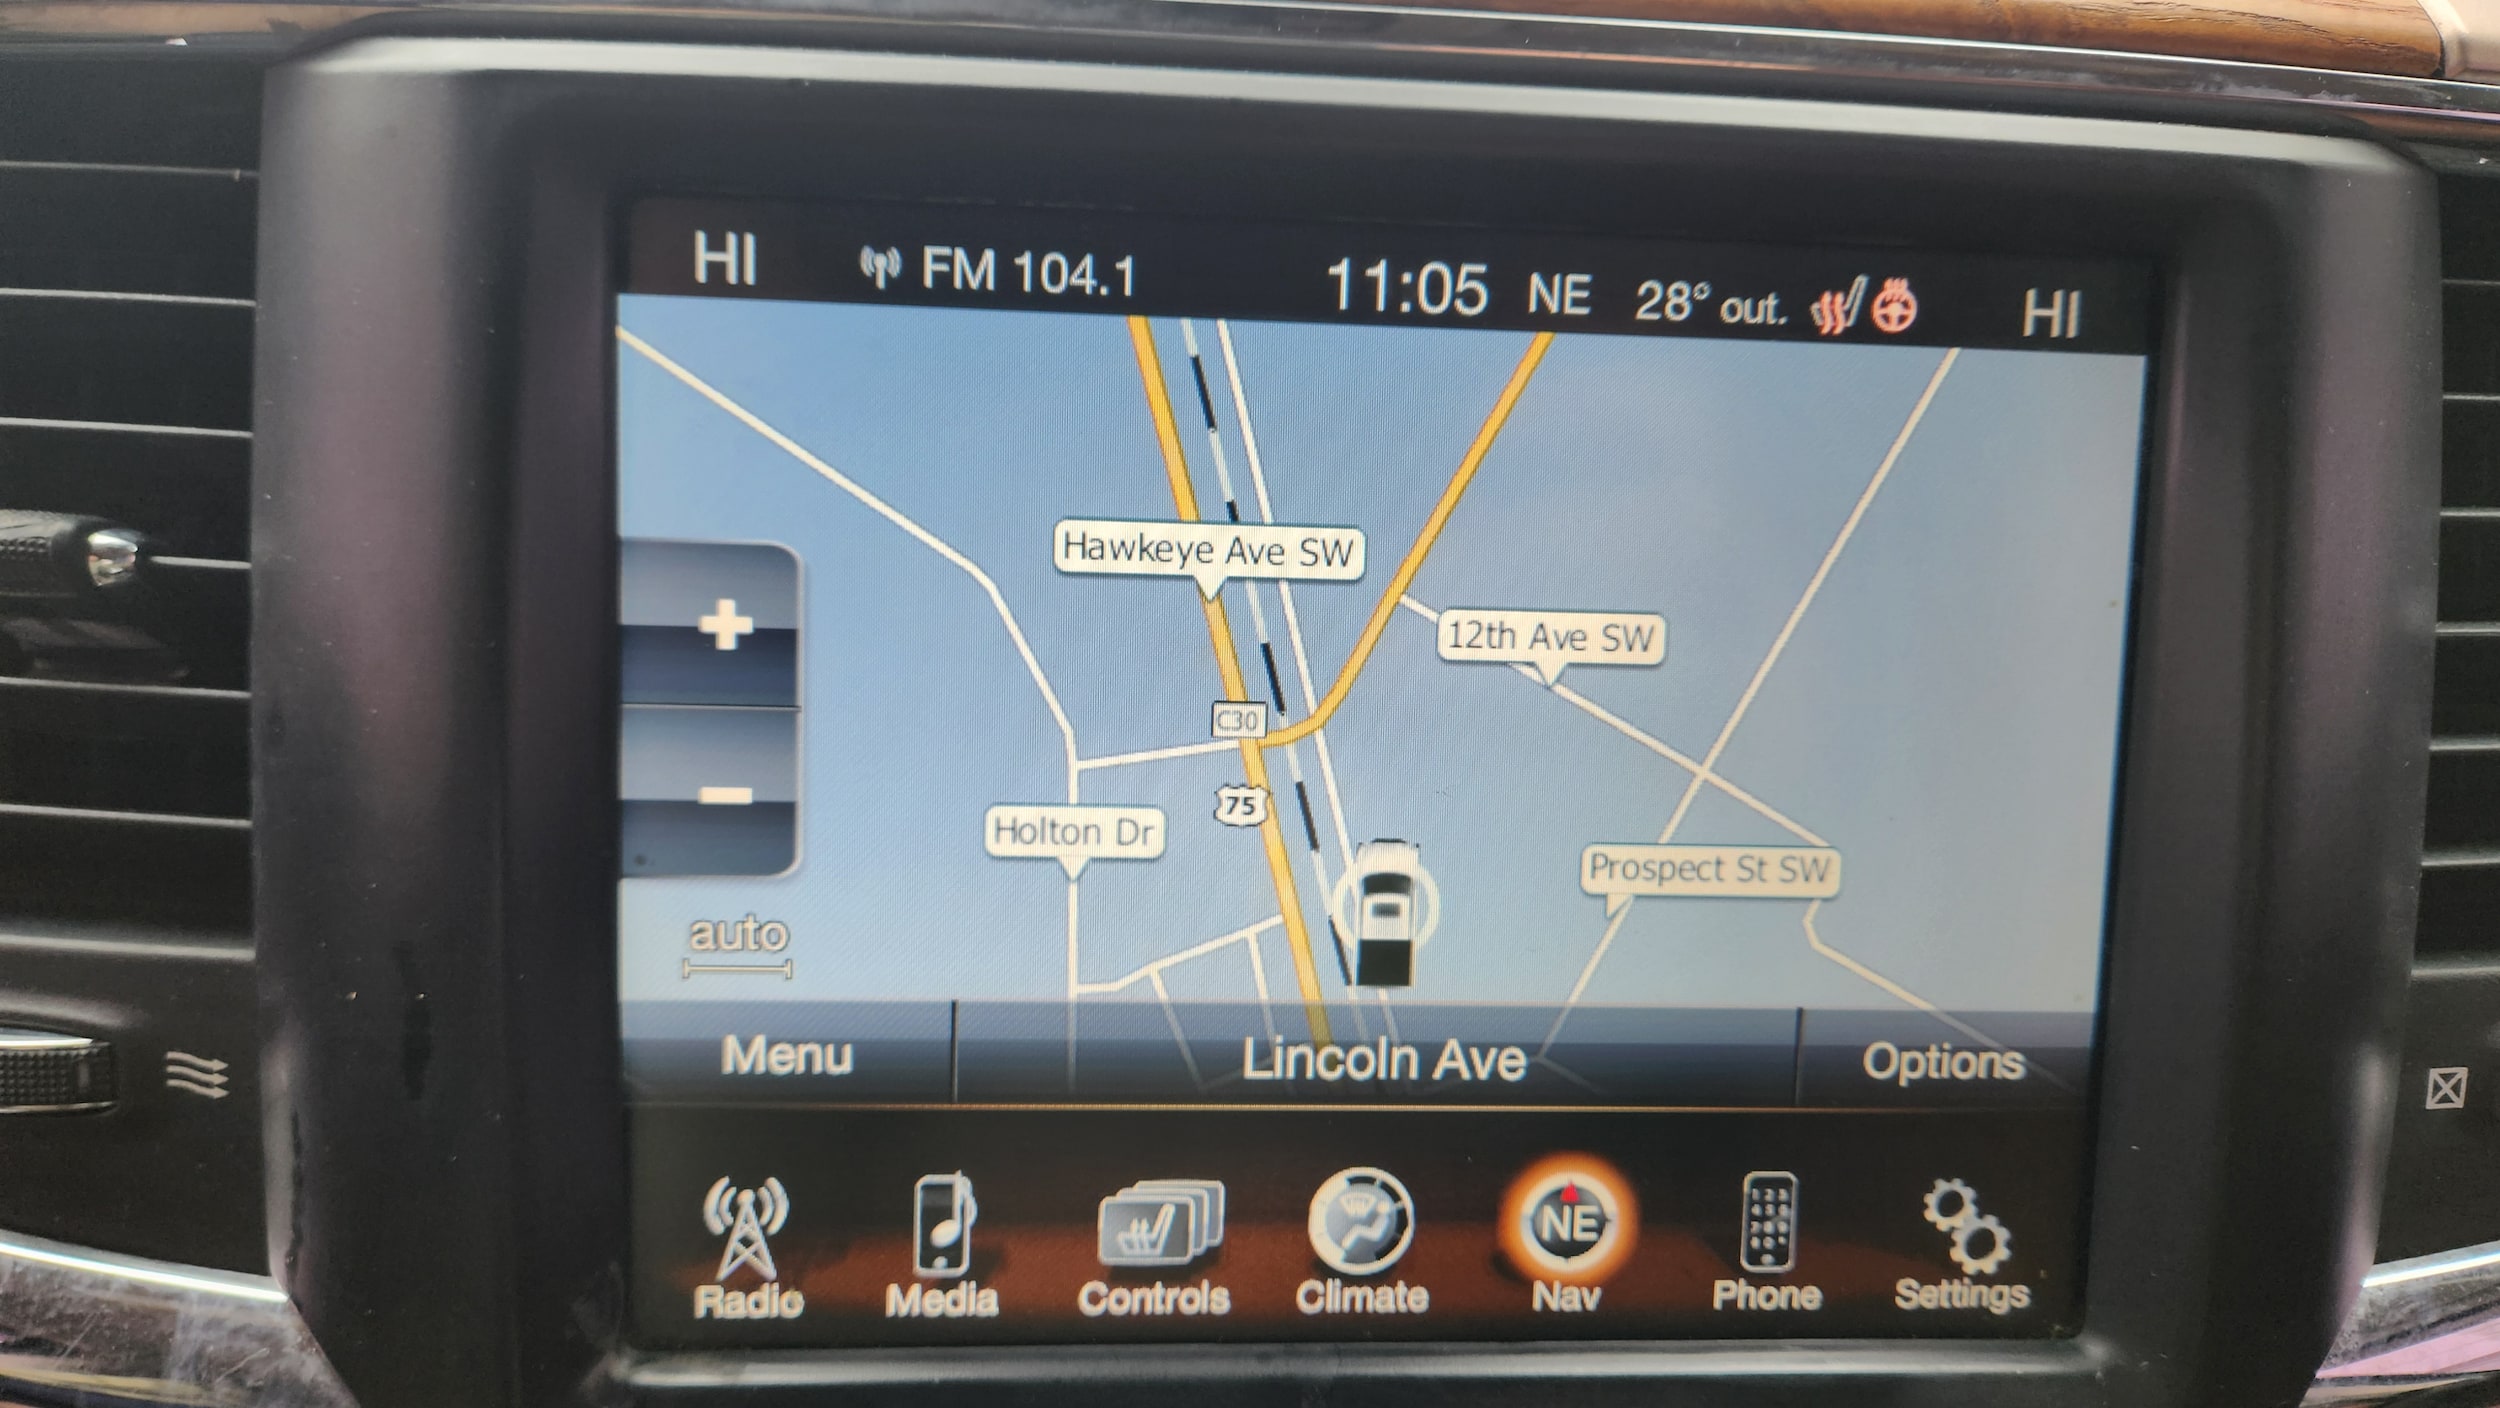 HI FM 104.1 11:05 NE 28° out. HI
Hawkeye Ave SW
12th Ave SW
C30
75
Holton Dr
Prospect St SW
+
-
auto
Menu Lincoln Ave Options
NE
Radio Media Controls Climate Nav Phone Settings